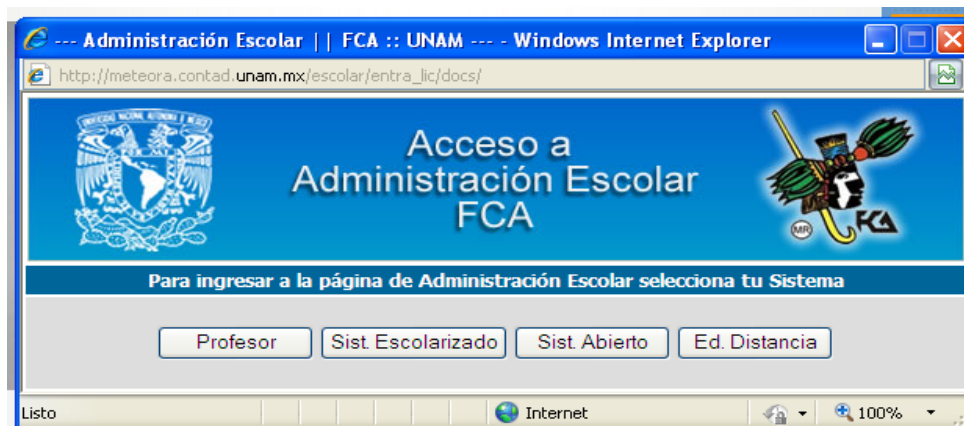 --- Administración Escolar || FCA :: UNAM --- - Windows Internet Explorer
http://meteora.contad.unam.mx/escolar/entra_lic/docs/
Acceso a
Administración Escolar
FCA
MR
FCA
Para ingresar a la página de Administración Escolar selecciona tu Sistema
Profesor Sist. Escolarizado Sist. Abierto Ed. Distancia
Listo Internet 100%